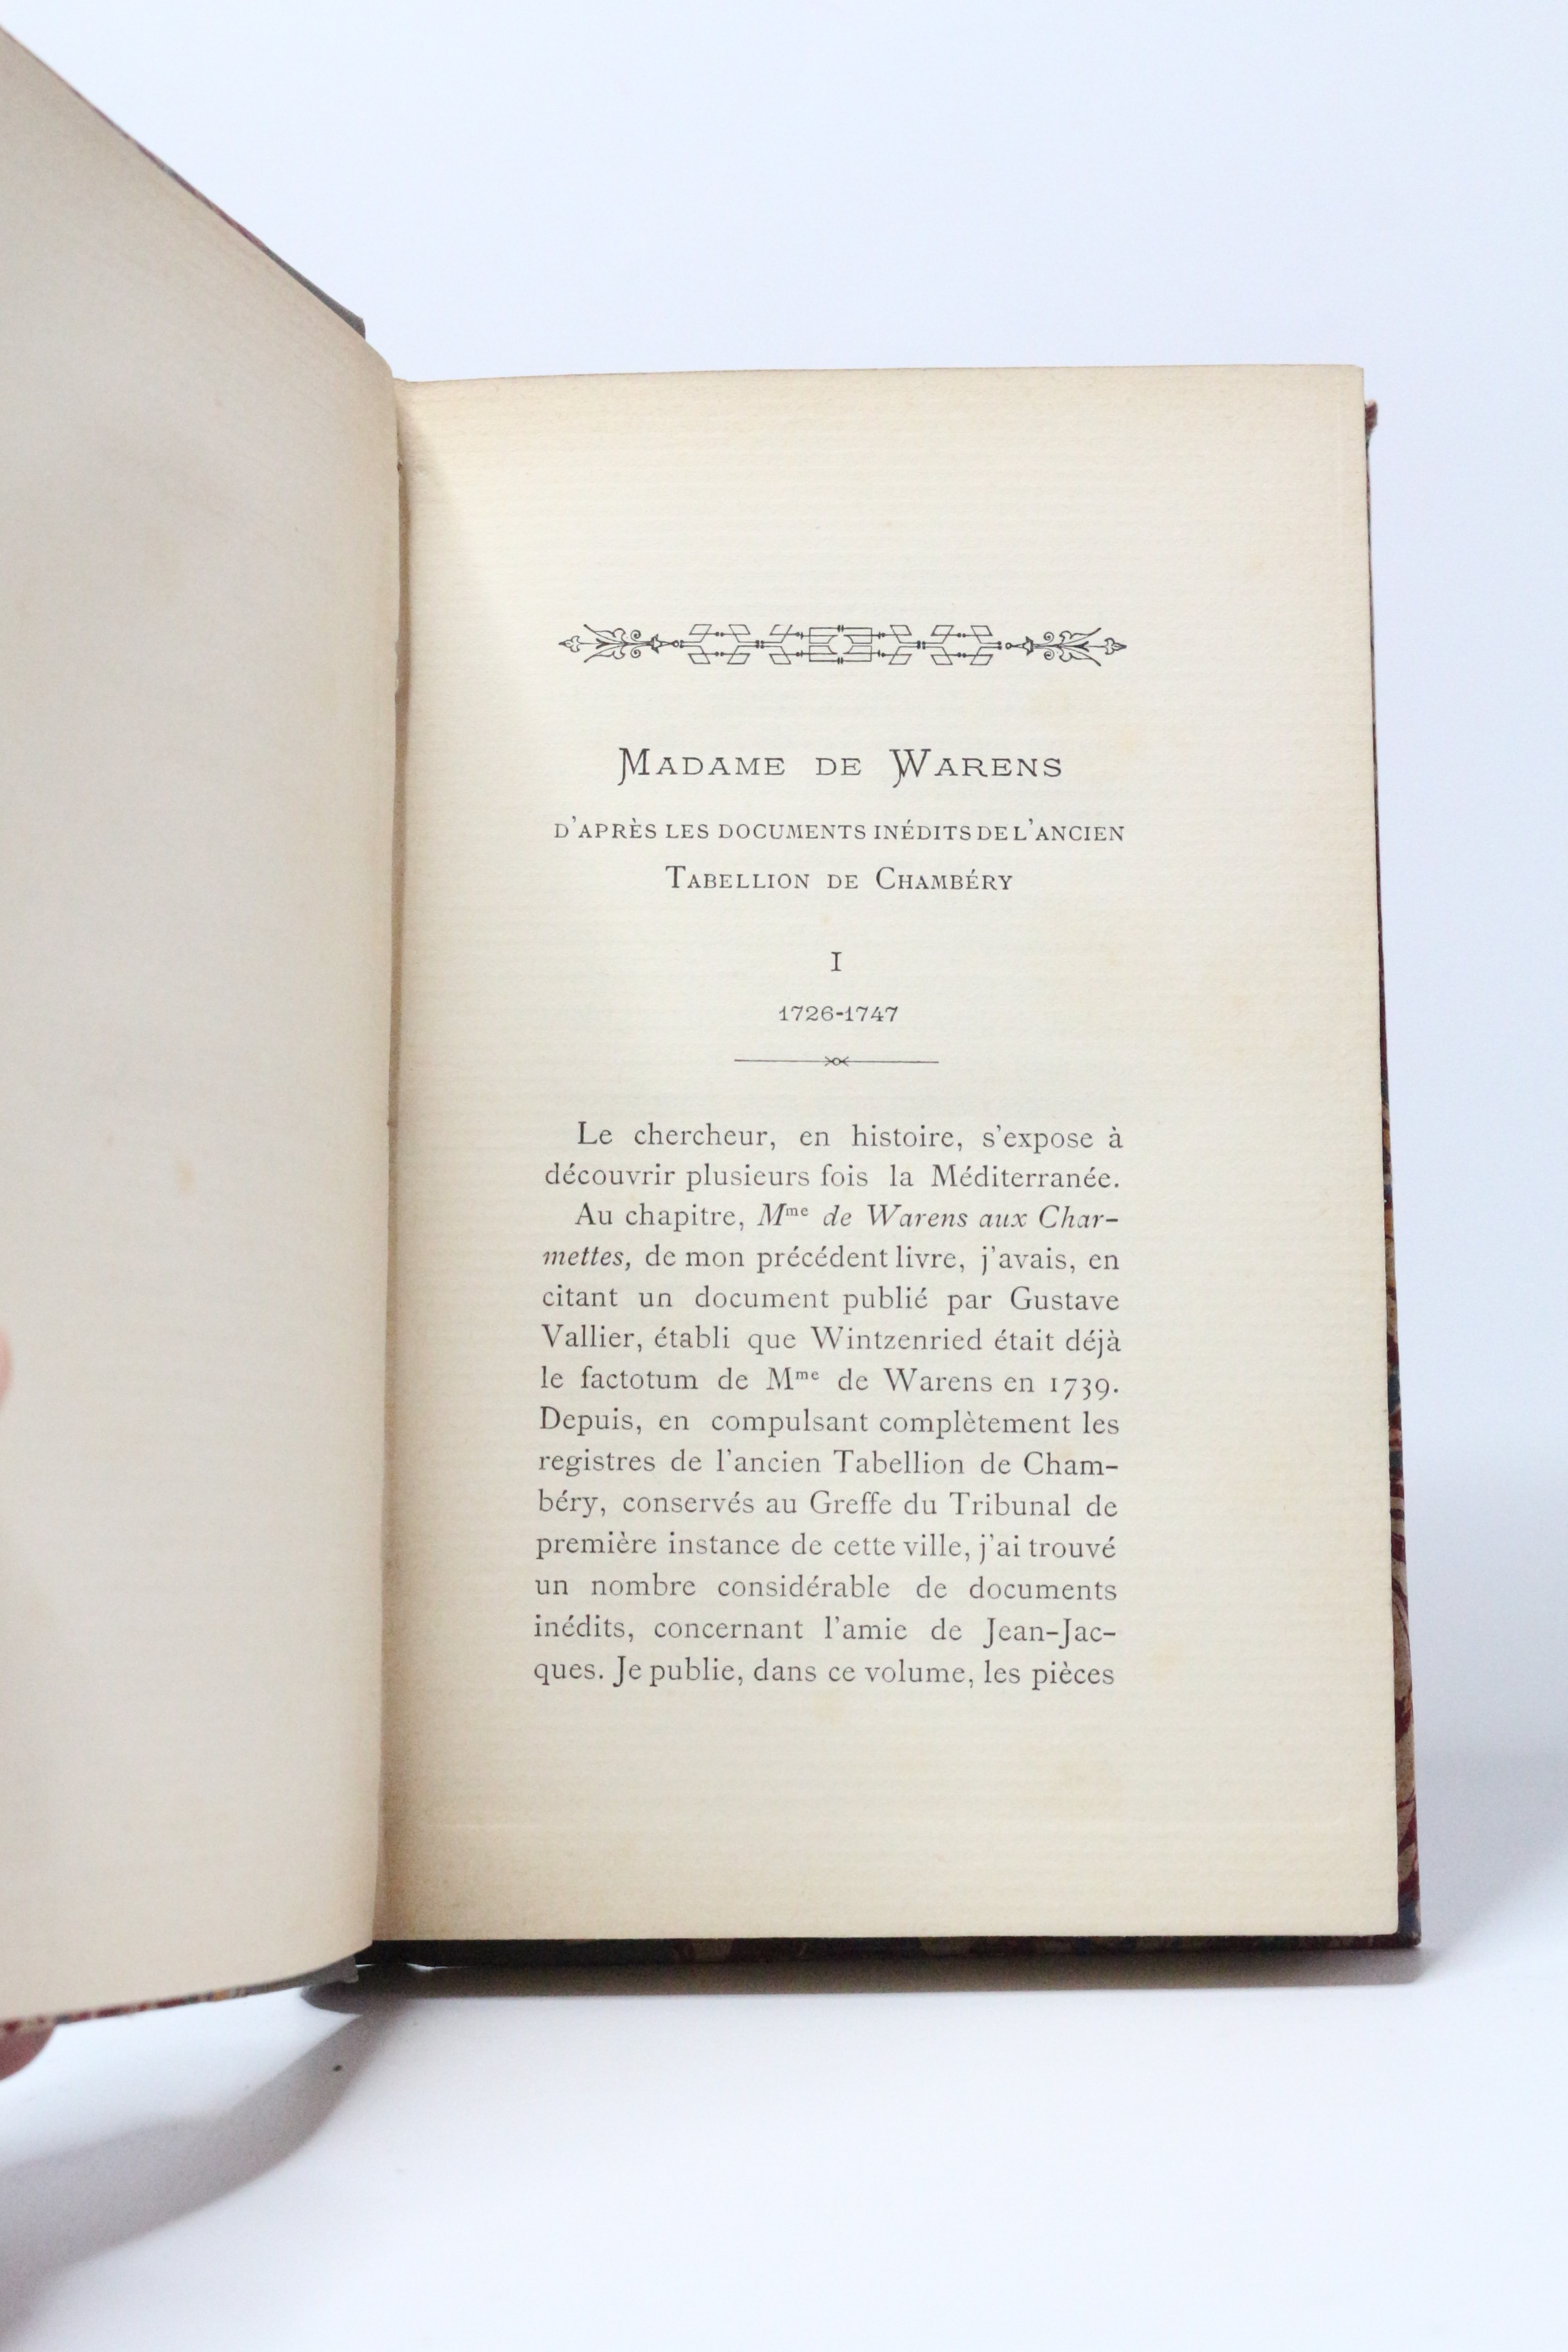 MADAME DE WARENS
D'APRÈS LES DOCUMENTS INÉDITS DE L'ANCIEN
TABELLION DE CHAMBÉRY
I
1726-1747
Le chercheur, en histoire, s'expose à
découvrir plusieurs fois la Méditerranée.
Au chapitre, Mme de Warens aux Char-
mettes, de mon précédent livre, j'avais, en
citant un document publié par Gustave
Vallier, établi que Wintzenried était déjà
le factotum de Mme de Warens en 1739.
Depuis, en compulsant complètement les
registres de l'ancien Tabellion de Cham-
béry, conservés au Greffe du Tribunal de
première instance de cette ville, j'ai trouvé
un nombre considérable de documents
inédits, concernant l'amie de Jean-Jac-
ques. Je publie, dans ce volume, les pièces